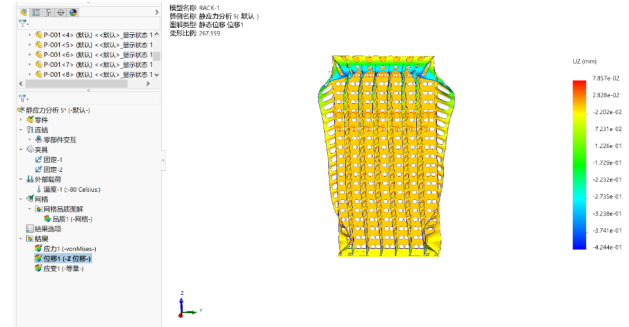 P-001<4> (默认) <<默认>_显示状态 1
P-001<5> (默认) <<默认>_显示状态 1
P-001<6> (默认) <<默认>_显示状态 1
P-001<7> (默认) <<默认>_显示状态 1
P-001<8> (默认) <<默认>_显示状态 1
静应力分析 5* (-默认-)
零件
连结
零部件交互
夹具
固定-1
固定-2
外部载荷
温度-1 (:-80 Celsius:)
网格
网格品质图解
品质1 (-网格-)
结果选项
结果
应力1 (-vonMises-)
位移1 (-Z 位移-)
应变1 (-等量-)
模型名称: RACK-1
算例名称: 静应力分析 5(-默认-)
图解类型: 静态位移 位移1
变形比例: 267.559
UZ (mm)
7.857e-02
2.828e-02
-2.202e-02
-7.231e-02
-1.226e-01
-1.729e-01
-2.232e-01
-2.735e-01
-3.238e-01
-3.741e-01
-4.244e-01
Z
Y